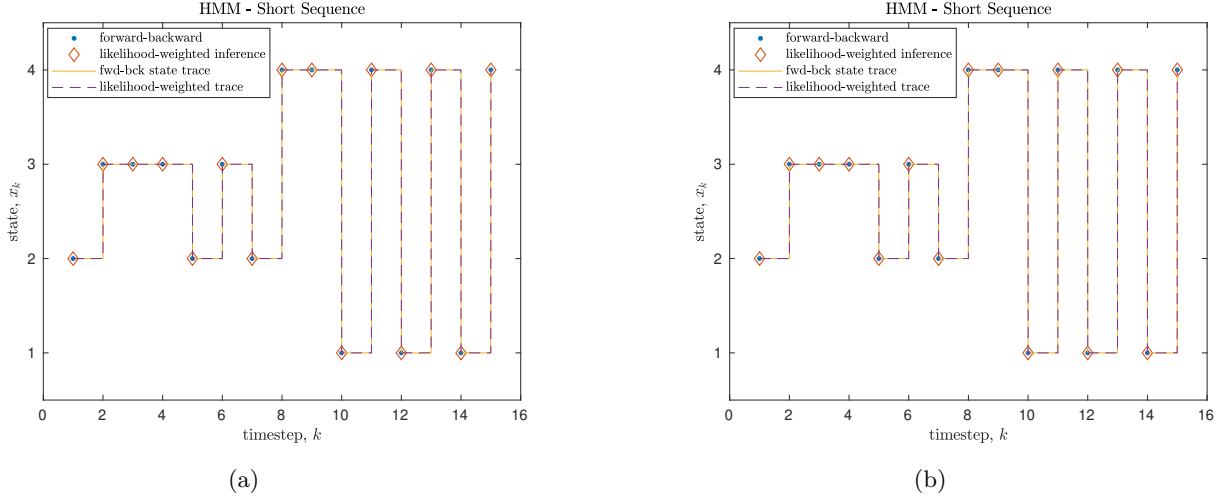 HMM - Short Sequence
forward-backward
likelihood-weighted inference
fwd-bck state trace
likelihood-weighted trace
4
3
2
1
state, x_k
0 2 4 6 8 10 12 14 16
timestep, k
(a)
HMM - Short Sequence
forward-backward
likelihood-weighted inference
fwd-bck state trace
likelihood-weighted trace
4
3
2
1
state, x_k
0 2 4 6 8 10 12 14 16
timestep, k
(b)